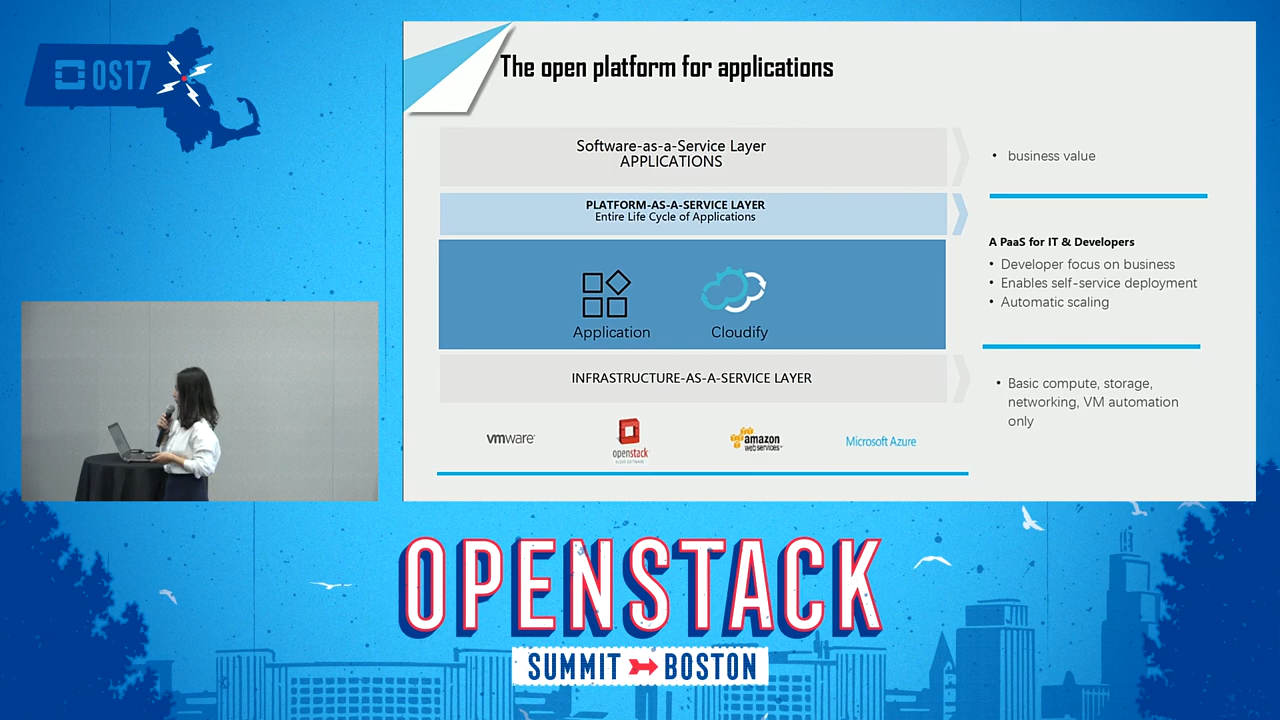 OS17
The open platform for applications
Software-as-a-Service Layer
APPLICATIONS
• business value
PLATFORM-AS-A-SERVICE LAYER
Entire Life Cycle of Applications
A PaaS for IT & Developers
• Developer focus on business
• Enables self-service deployment
• Automatic scaling
Application
Cloudify
INFRASTRUCTURE-AS-A-SERVICE LAYER
• Basic compute, storage,
networking, VM automation
only
vmware
openstack
CLOUD SOFTWARE
amazon
web services
Microsoft Azure
OPENSTACK
SUMMIT BOSTON